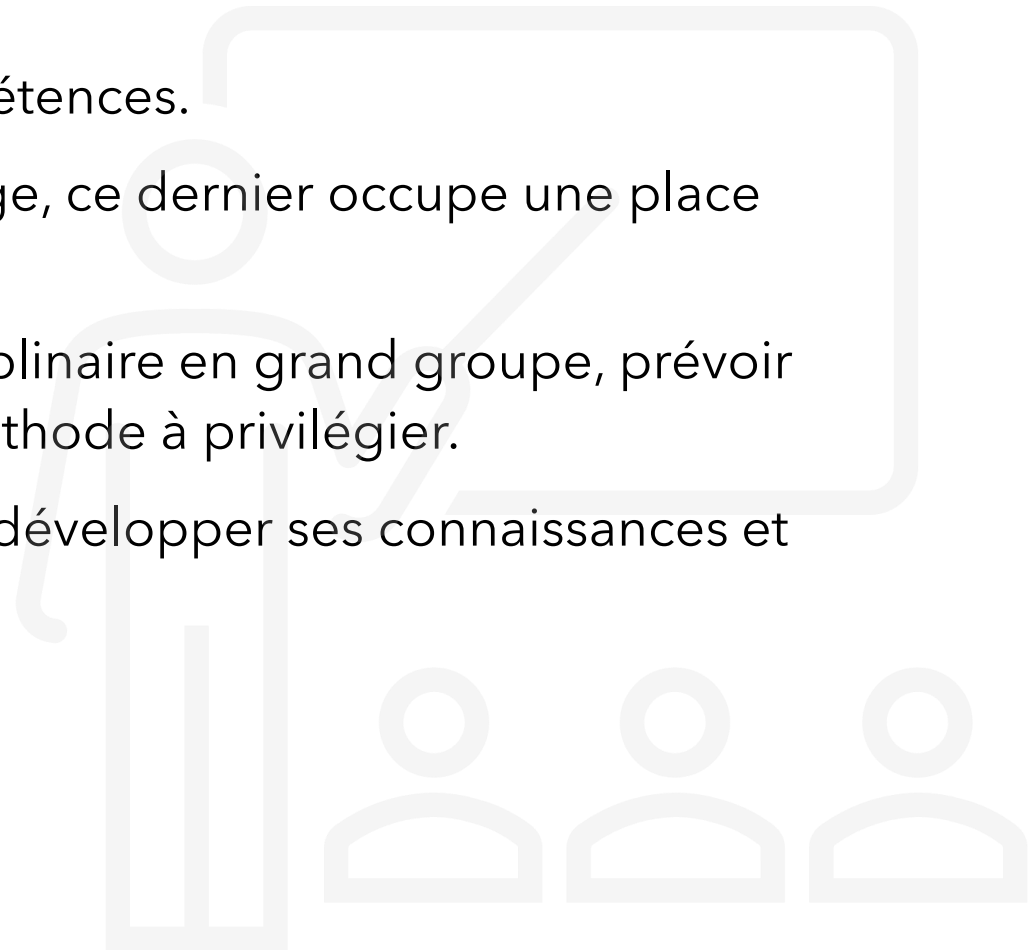 étences.
ge, ce dernier occupe une place
plinaire en grand groupe, prévoir
thode à privilégier.
développer ses connaissances et